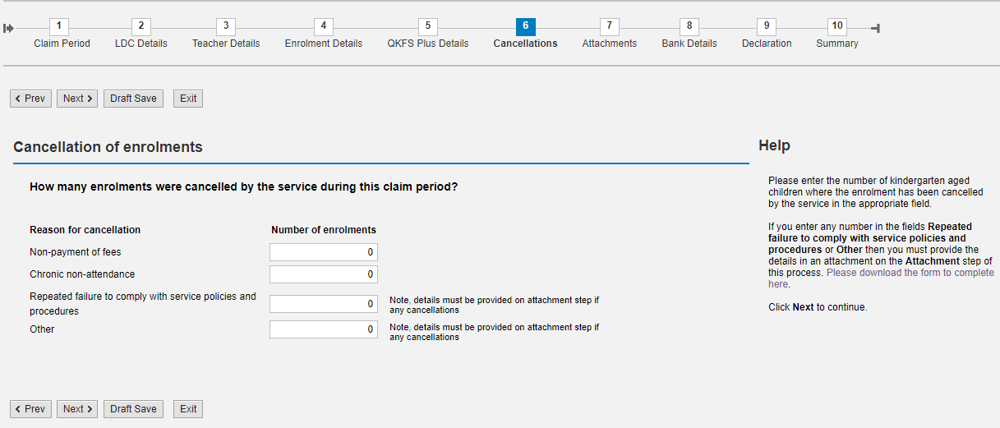 1 2 3 4 5 6 7 8 9 10
Claim Period LDC Details Teacher Details Enrolment Details QKFS Plus Details Cancellations Attachments Bank Details Declaration Summary
Prev Next Draft Save Exit
Cancellation of enrolments
How many enrolments were cancelled by the service during this claim period?
Reason for cancellation Number of enrolments
Non-payment of fees 0
Chronic non-attendance 0
Repeated failure to comply with service policies and
procedures
0
Note, details must be provided on attachment step if
any cancellations
Other 0
Note, details must be provided on attachment step if
any cancellations
Help
Please enter the number of kindergarten aged
children where the enrolment has been cancelled
by the service in the appropriate field.
If you enter any number in the fields Repeated
failure to comply with service policies and
procedures or Other then you must provide the
details in an attachment on the Attachment step of
this process. Please download the form to complete
here.
Click Next to continue.
Prev Next Draft Save Exit